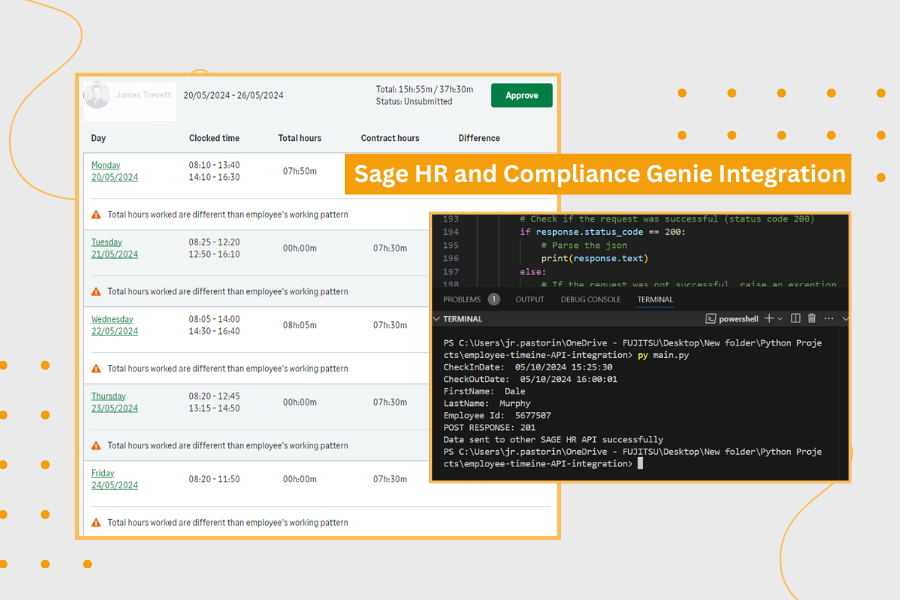 James Trevett
20/05/2024 - 26/05/2024
Total: 15h:55m / 37h:30m
Status: Unsubmitted
Approve
Day Clocked time Total hours Contract hours Difference
Monday
20/05/2024
08:10 - 13:40
14:10 - 16:30
07h:50m
Total hours worked are different than employee's working pattern
Tuesday
21/05/2024
08:25 - 12:20
12:50 - 16:10
00h:00m
07h:30m
Total hours worked are different than employee's working pattern
Wednesday
22/05/2024
08:05 - 14:00
14:30 - 16:40
08h:05m
07h:30m
Total hours worked are different than employee's working pattern
Thursday
23/05/2024
08:20 - 12:45
13:15 - 14:50
00h:00m
07h:30m
Total hours worked are different than employee's working pattern
Friday
24/05/2024
08:20 - 11:50
00h:00m
07h:30m
Total hours worked are different than employee's working pattern
Sage HR and Compliance Genie Integration
193 # Check if the request was successful (status code 200)
194 if response.status_code == 200:
195 # Parse the json
196 print(response.text)
197 else:
198 # If the request was not successful, raise an exception
PROBLEMS 1 OUTPUT DEBUG CONSOLE TERMINAL
TERMINAL powershell
PS C:\Users\jr.pastorin\OneDrive - FUJITSU\Desktop\New folder\Python Proje
cts\employee-timeine-API-integration> py main.py
CheckInDate: 05/10/2024 15:25:30
CheckOutDate: 05/10/2024 16:00:01
FirstName: Dale
LastName: Murphy
Employee Id: 5677507
POST RESPONSE: 201
Data sent to other SAGE HR API successfully
PS C:\Users\jr.pastorin\OneDrive - FUJITSU\Desktop\New folder\Python Proje
cts\employee-timeine-API-integration>